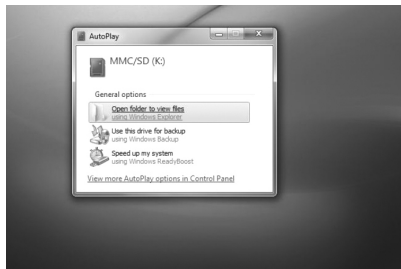 AutoPlay
MMC/SD (K:)
General options
Open folder to view files
using Windows Explorer
Use this drive for backup
using Windows Backup
Speed up my system
using Windows ReadyBoost
View more AutoPlay options in Control Panel